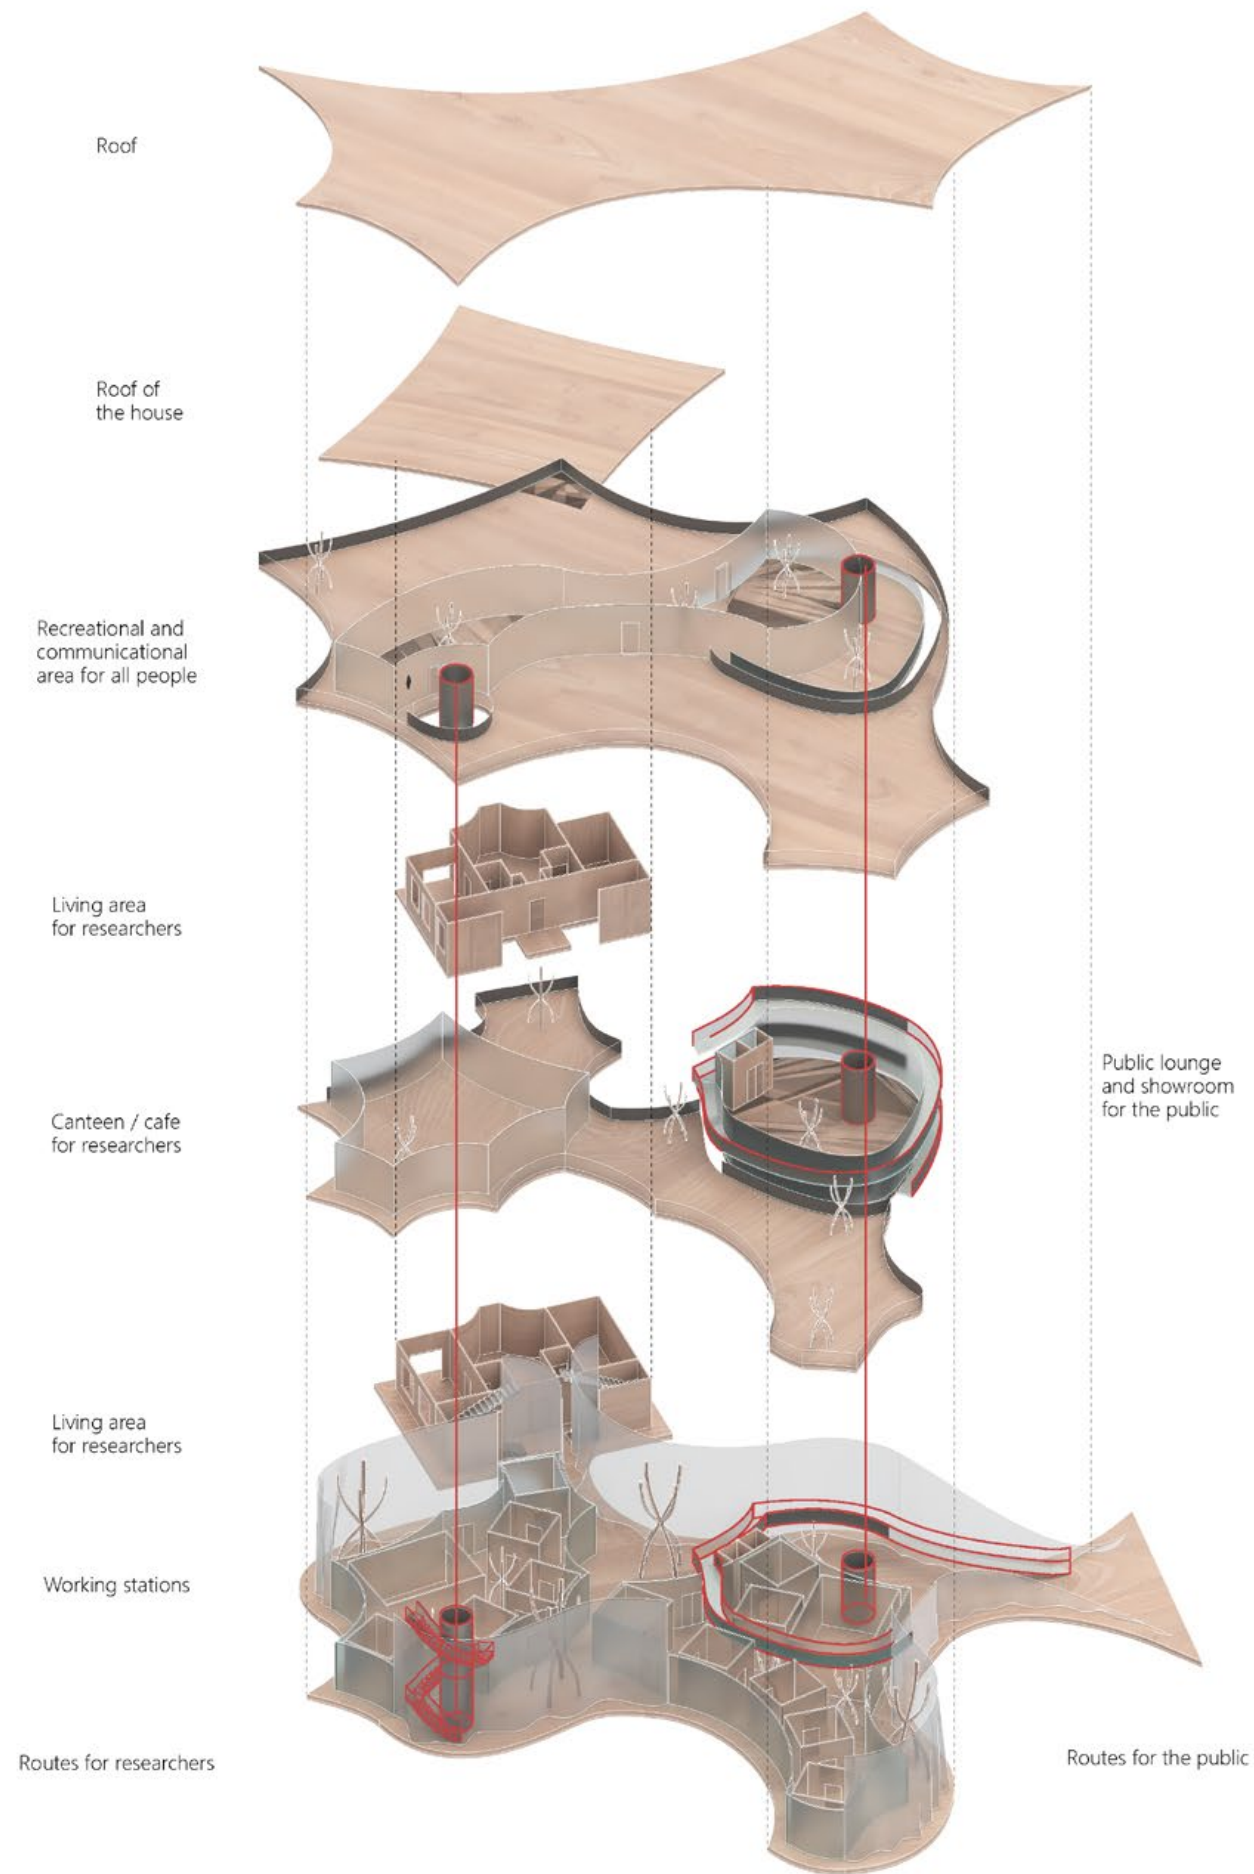 Roof
Roof of
the house
Recreational and
communicational
area for all people
Living area
for researchers
Public lounge
and showroom
for the public
Canteen / cafe
for researchers
Living area
for researchers
Working stations
Routes for researchers
Routes for the public